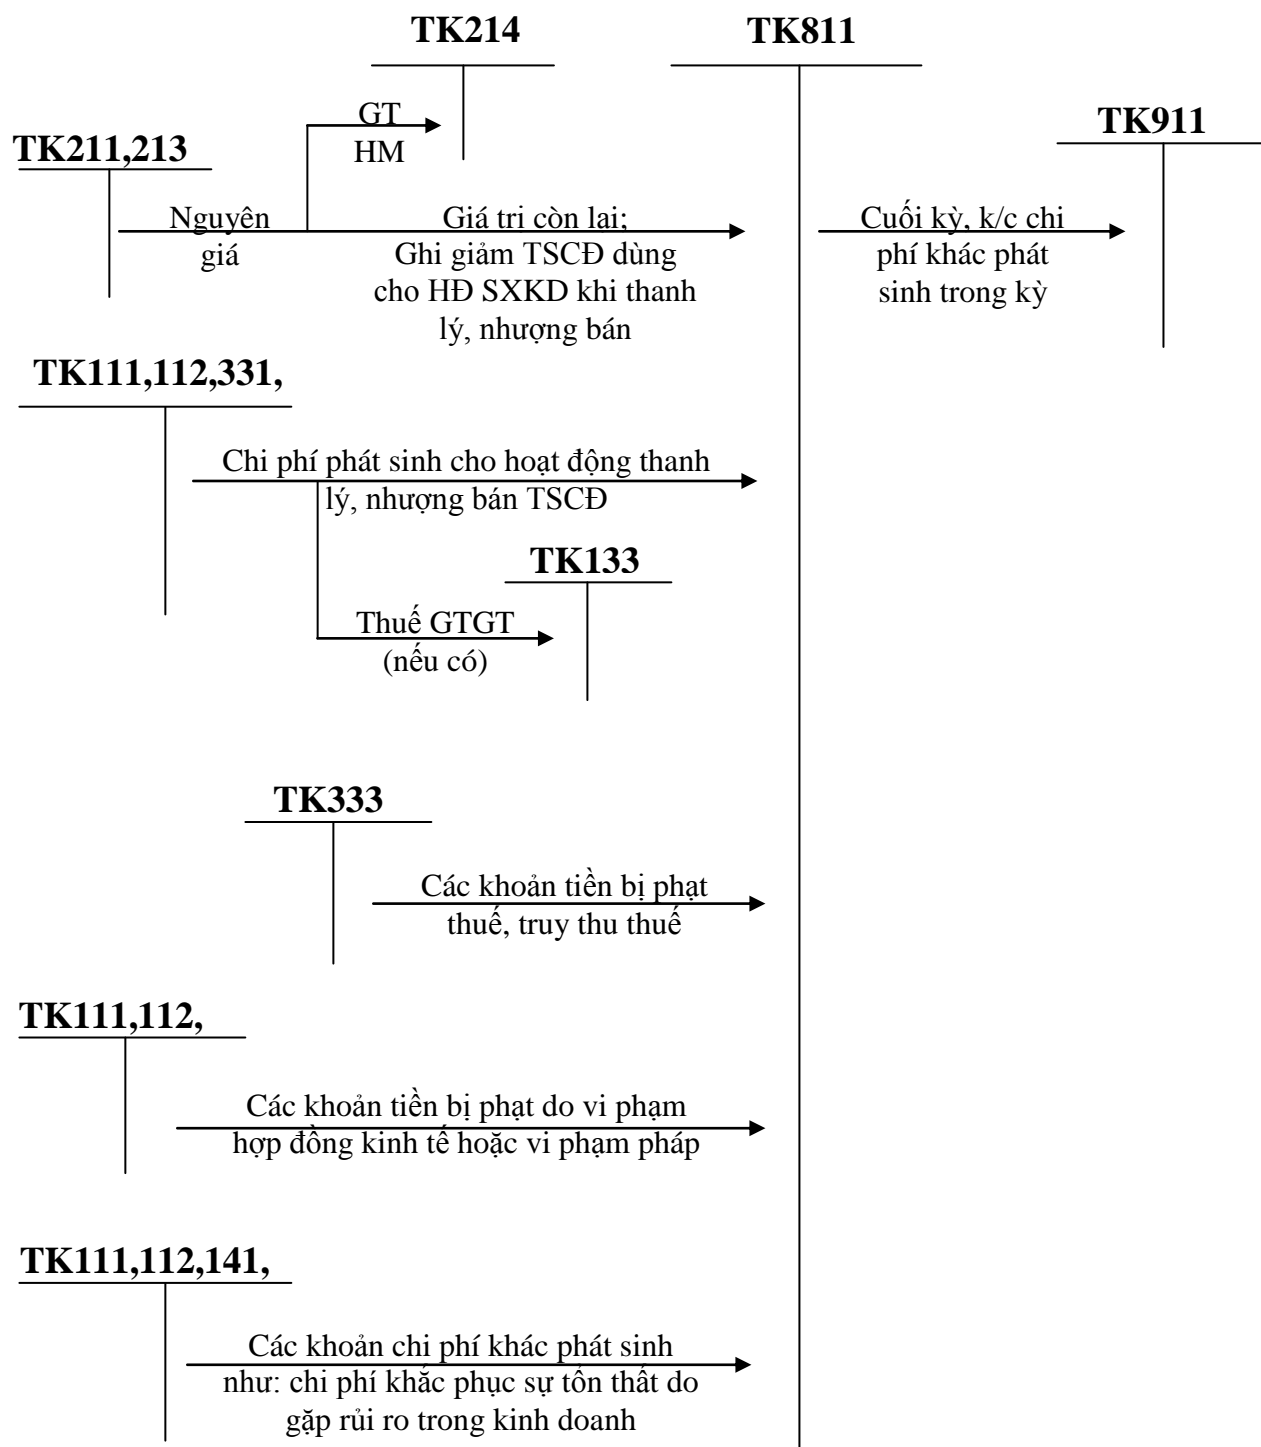 TK214
TK811
GT
HM
TK911
TK211,213
Nguyên
giá
Giá tri còn lại;
Ghi giảm TSCĐ dùng
cho HĐ SXKD khi thanh
lý, nhượng bán
Cuối kỳ, k/c chi
phí khác phát
sinh trong kỳ
TK111,112,331,
Chi phí phát sinh cho hoạt động thanh
lý, nhượng bán TSCĐ
TK133
Thuế GTGT
(nếu có)
TK333
Các khoản tiền bị phạt
thuế, truy thu thuế
TK111,112,
Các khoản tiền bị phạt do vi phạm
hợp đồng kinh tế hoặc vi phạm pháp
TK111,112,141,
Các khoản chi phí khác phát sinh
như: chi phí khắc phục sự tổn thất do
gặp rủi ro trong kinh doanh